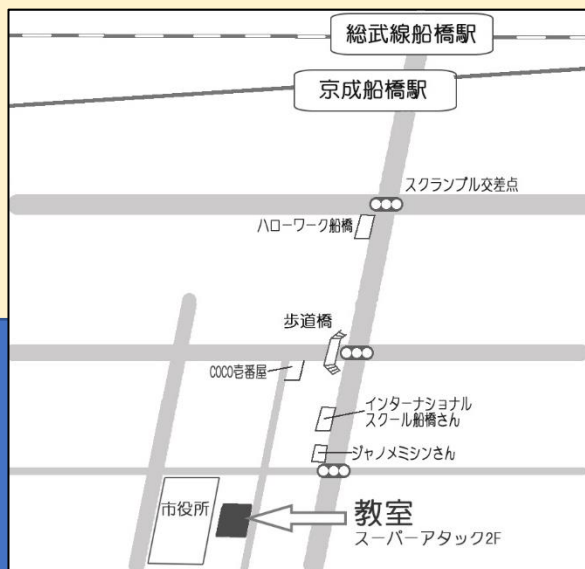 総武線船橋駅
京成船橋駅
スクランブル交差点
ハローワーク船橋
歩道橋
COCO壱番屋
インターナショナル
スクール船橋さん
ジャノメミシンさん
市役所
教室
スーパーアタック2F